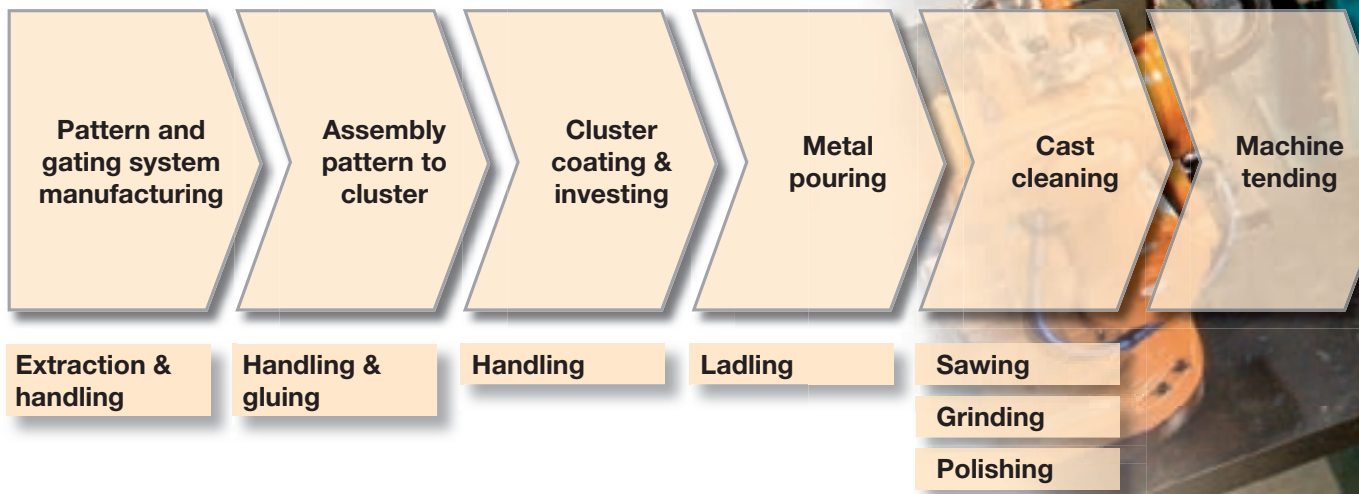 Pattern and
gating system
manufacturing
Assembly
pattern to
cluster
Cluster
coating &
investing
Metal
pouring
Cast
cleaning
Machine
tending
Extraction &
handling
Handling &
gluing
Handling
Ladling
Sawing
Grinding
Polishing